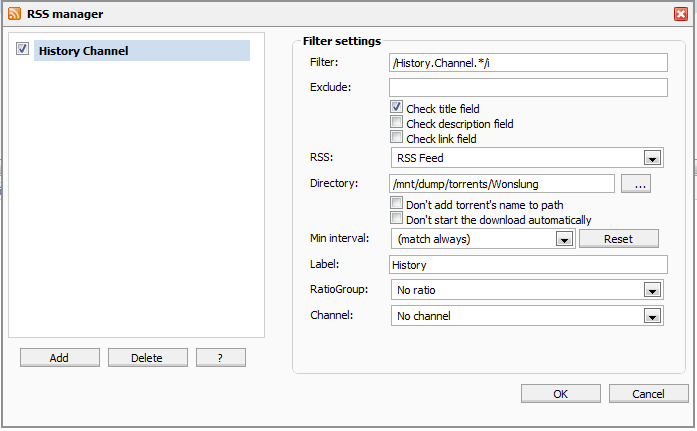 RSS manager
History Channel
Add
Delete
?
Filter settings
Filter: /History.Channel.*/i
Exclude:
Check title field
Check description field
Check link field
RSS: RSS Feed
Directory: /mnt/dump/torrents/Wonslung ...
Don't add torrent's name to path
Don't start the download automatically
Min interval: (match always) Reset
Label: History
RatioGroup: No ratio
Channel: No channel
OK Cancel